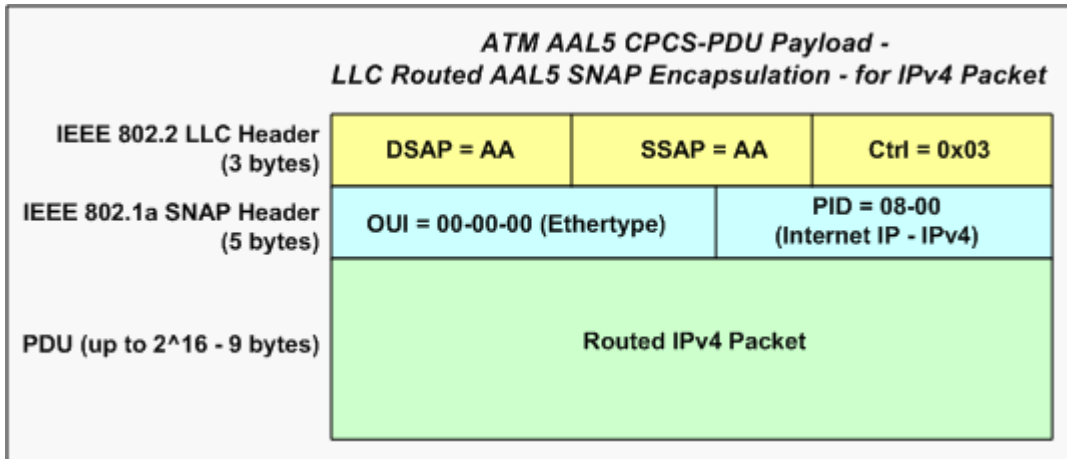 ATM AAL5 CPCS-PDU Payload -
LLC Routed AAL5 SNAP Encapsulation - for IPv4 Packet
IEEE 802.2 LLC Header
(3 bytes)
DSAP = AA
SSAP = AA
Ctrl = 0x03
IEEE 802.1a SNAP Header
(5 bytes)
OUI = 00-00-00 (Ethertype)
PID = 08-00
(Internet IP - IPv4)
PDU (up to 2^16 - 9 bytes)
Routed IPv4 Packet